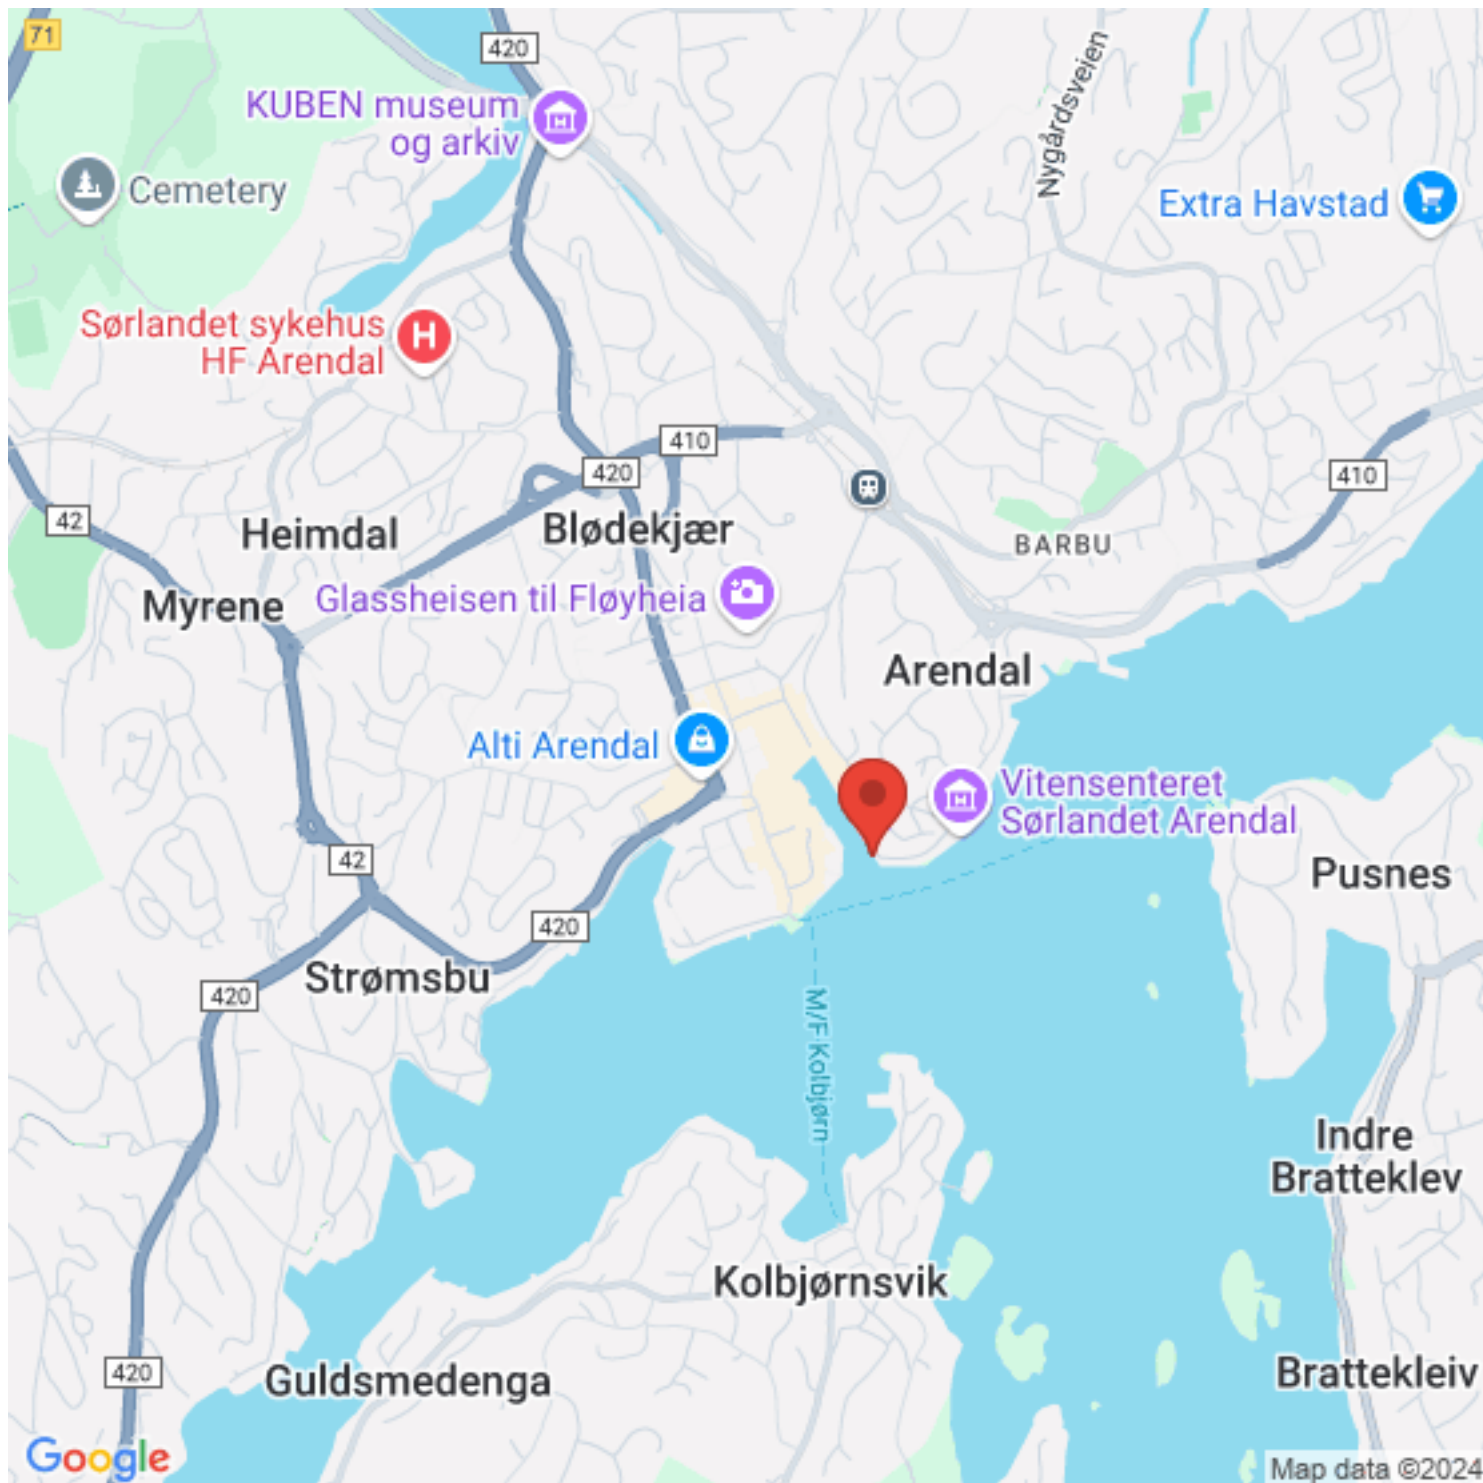 71
420
KUBEN museum
og arkiv
Nygårdsveien
Cemetery
Extra Havstad
Sørlandet sykehus
HF Arendal
410
420
410
42
Heimdal
Blødekjær
BARBU
Myrene
Glassheisen til Fløyheia
Arendal
Alti Arendal
Vitensenteret
Sørlandet Arendal
42
Pusnes
420
Strømsbu
420
M/F Kolbjørn
Indre
Bratteklev
Kolbjørnsvik
420
Guldsmedenga
Brattekleiv
Google
Map data ©2024